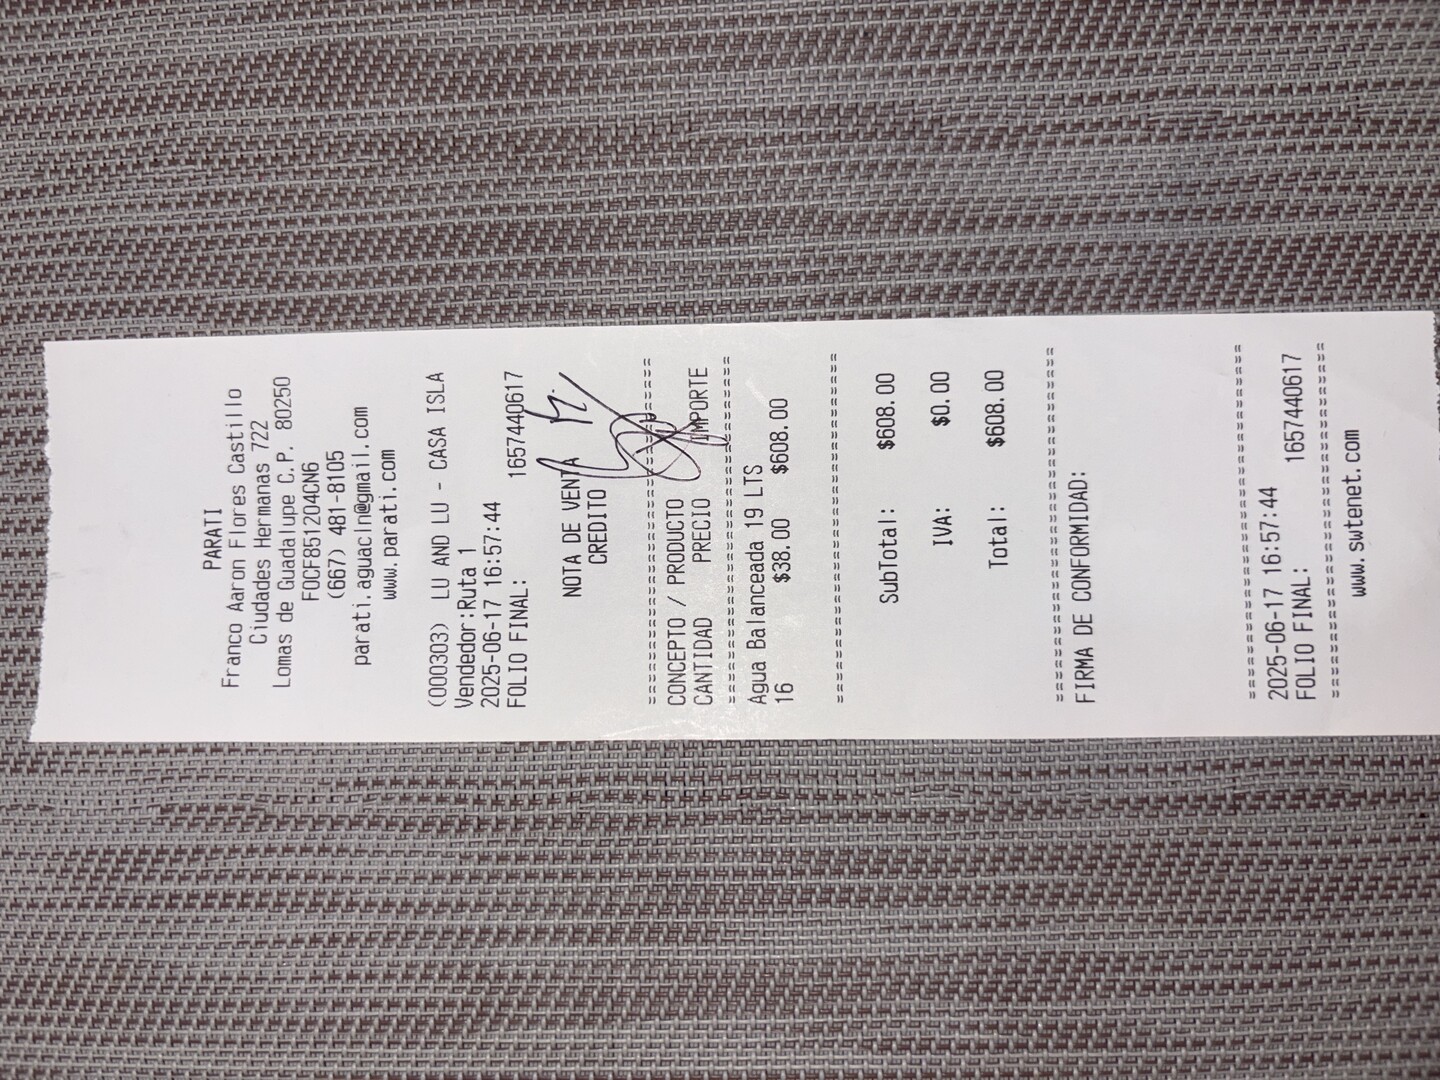 PARATI
Franco Aaron Flores Castillo
Ciudades Hermanas 722
Lomas de Guadalupe C.P. 80250
FOCF851204CN6
(667) 481-8105
parati.aguacln@gmail.com
www.parati.com
(000303) LU AND LU - CASA ISLA
Vendedor:Ruta 1
2025-06-17 16:57:44
FOLIO FINAL: 1657440617
NOTA DE VENTA
CREDITO
==============================
CONCEPTO / PRODUCTO
CANTIDAD PRECIO IMPORTE
==============================
Agua Balanceada 19 LTS
16 $38.00 $608.00
==============================
SubTotal: $608.00
IVA: $0.00
Total: $608.00
==============================
FIRMA DE CONFORMIDAD:
==============================
2025-06-17 16:57:44
FOLIO FINAL: 1657440617
==============================
www.swtenet.com